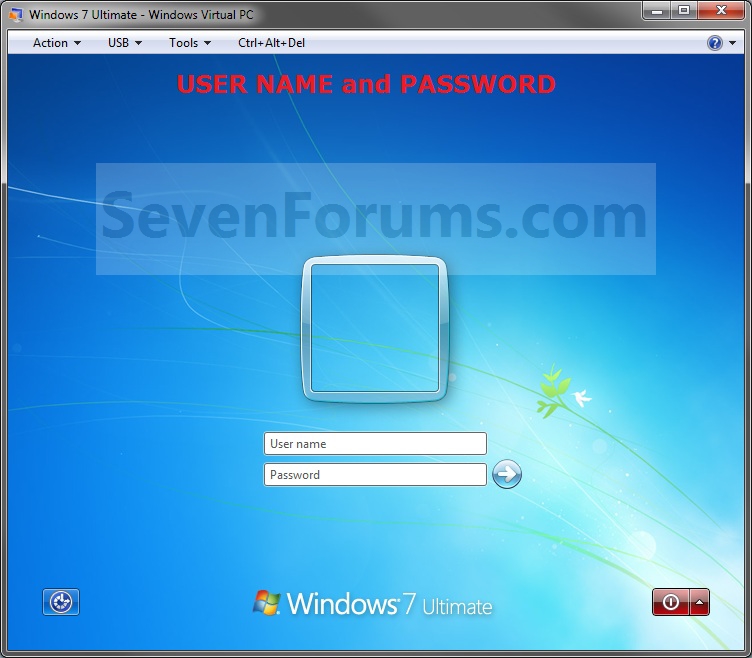 Windows 7 Ultimate - Windows Virtual PC
Action USB Tools Ctrl+Alt+Del
USER NAME and PASSWORD
SevenForums.com
User name
Password
Windows 7 Ultimate